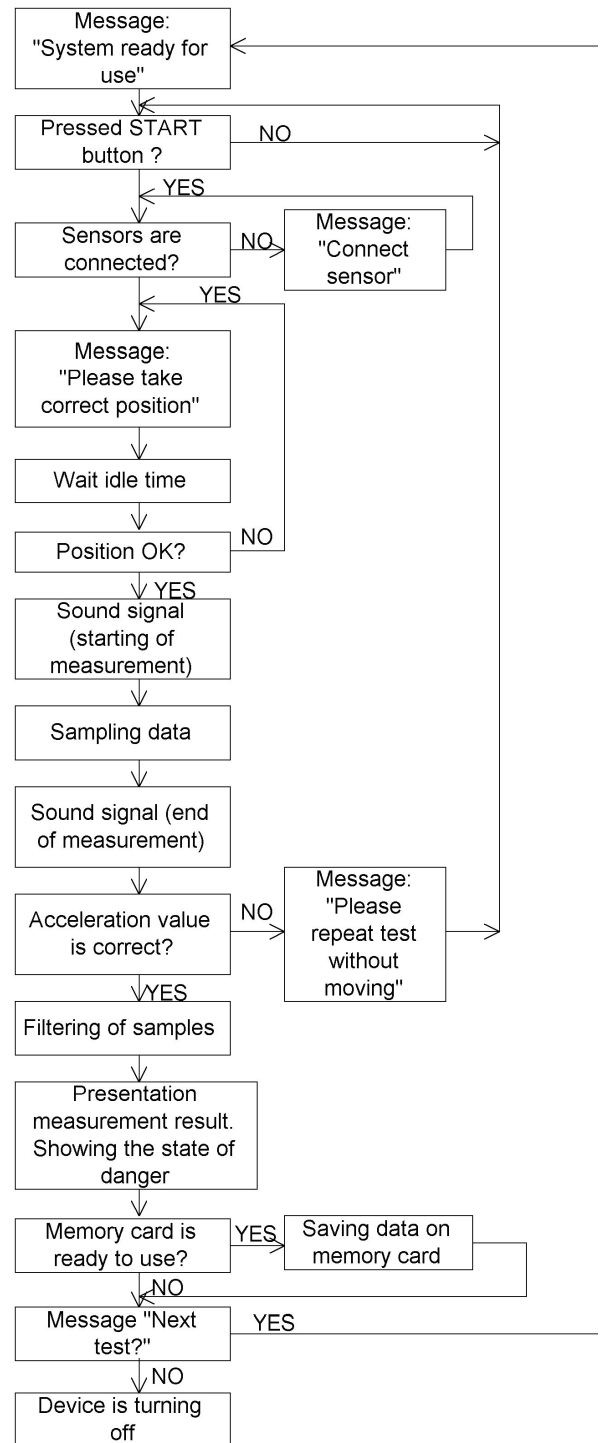 Message:
"System ready for
use"
Pressed START
button ?
NO
YES
Sensors are
connected?
NO
Message:
"Connect
sensor"
YES
Message:
"Please take
correct position"
Wait idle time
Position OK?
NO
YES
Sound signal
(starting of
measurement)
Sampling data
Sound signal (end
of measurement)
Acceleration value
is correct?
NO
Message:
"Please
repeat test
without
moving"
YES
Filtering of samples
Presentation
measurement result.
Showing the state of
danger
Memory card is
ready to use?
YES
Saving data on
memory card
NO
Message "Next
test?"
YES
NO
Device is turning
off